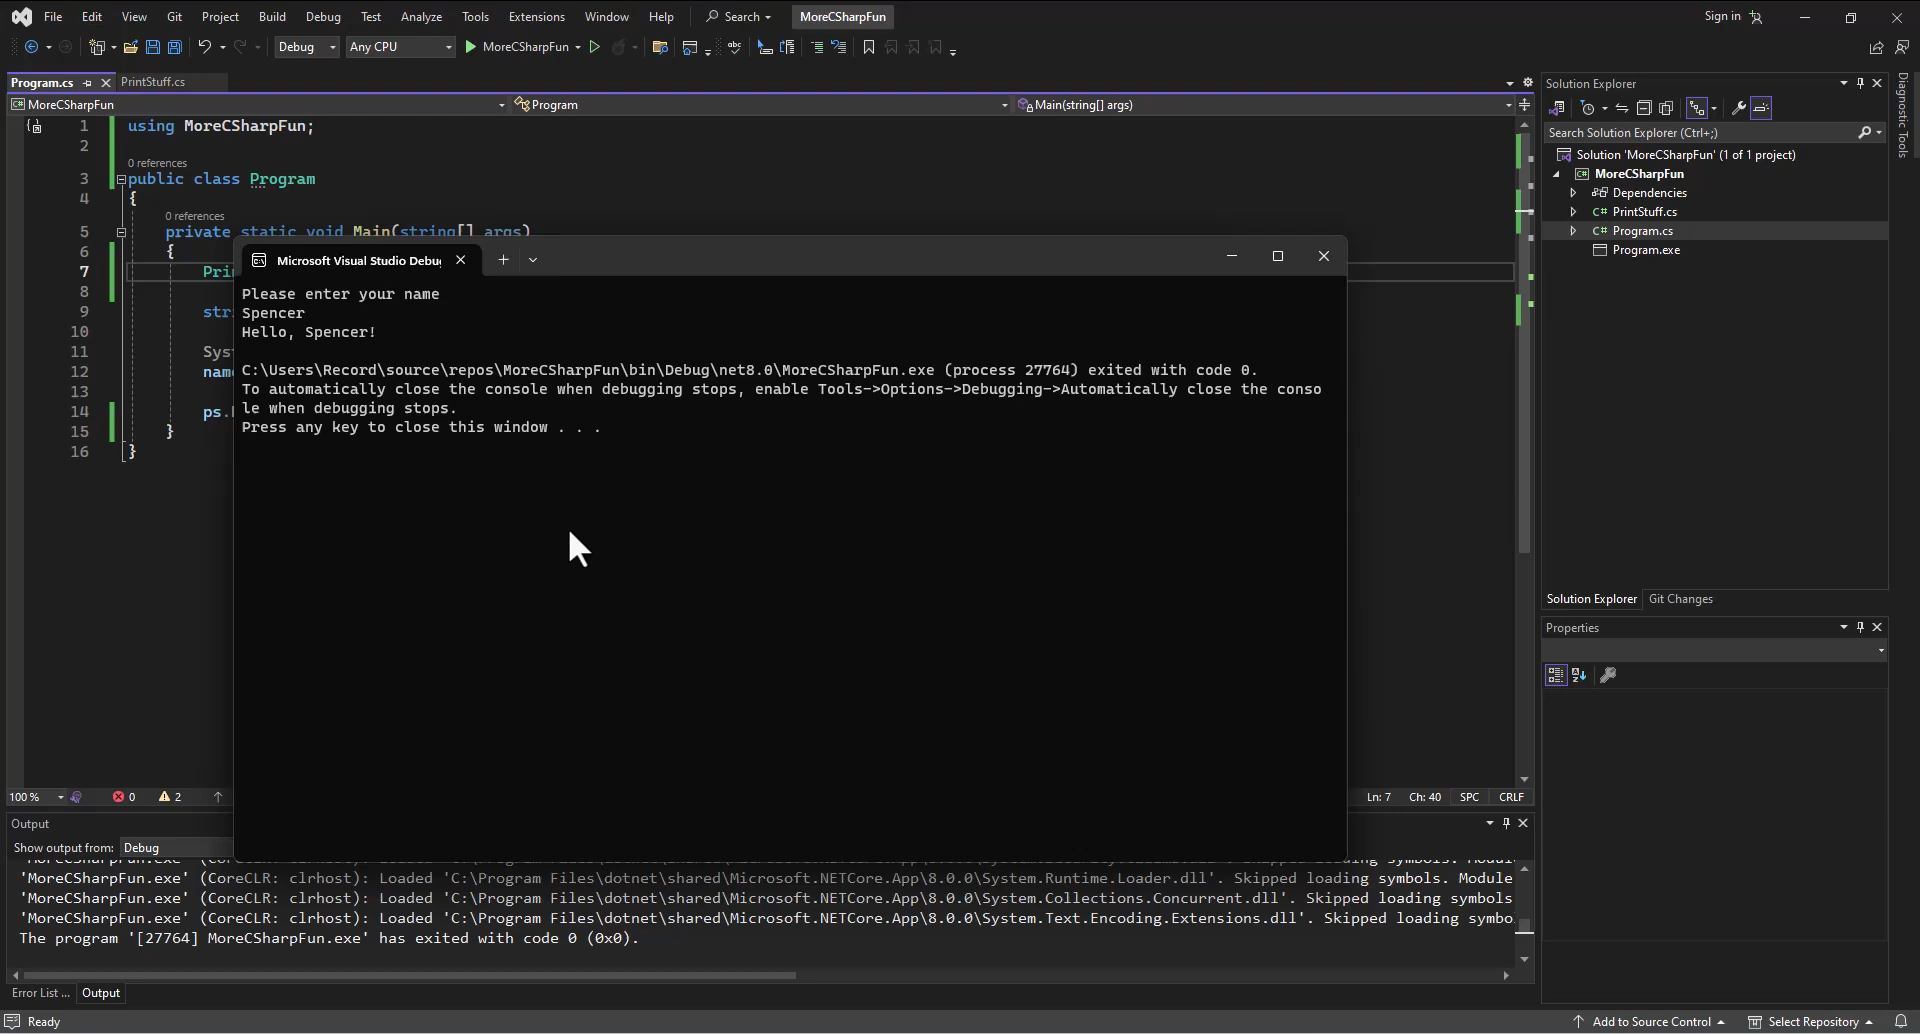 File Edit View Git Project Build Debug Test Analyze Tools Extensions Window Help Search MoreCSharpFun Sign in
Debug Any CPU MoreCSharpFun
Program.cs PrintStuff.cs
MoreCSharpFun Program Main(string[] args)
1 using MoreCSharpFun;
2
0 references
3 public class Program
4 {
0 references
5 private static void Main(string[] args)
6 {
7 Pri
8
9 stri
10
11 Sys
12 name
13
14 ps.
15 }
16 }
Microsoft Visual Studio Debu
Please enter your name
Spencer
Hello, Spencer!
C:\Users\Record\source\repos\MoreCSharpFun\bin\Debug\net8.0\MoreCSharpFun.exe (process 27764) exited with code 0.
To automatically close the console when debugging stops, enable Tools->Options->Debugging->Automatically close the conso
le when debugging stops.
Press any key to close this window . . .
100 % 0 2 Ln: 7 Ch: 40 SPC CRLF
Output
Show output from: Debug
'MoreCSharpFun.exe' (CoreCLR: clrhost): Loaded 'C:\Program Files\dotnet\shared\Microsoft.NETCore.App\8.0.0\System.Runtime.Loader.dll'. Skipped loading symbols. Module
'MoreCSharpFun.exe' (CoreCLR: clrhost): Loaded 'C:\Program Files\dotnet\shared\Microsoft.NETCore.App\8.0.0\System.Collections.Concurrent.dll'. Skipped loading symbols
'MoreCSharpFun.exe' (CoreCLR: clrhost): Loaded 'C:\Program Files\dotnet\shared\Microsoft.NETCore.App\8.0.0\System.Text.Encoding.Extensions.dll'. Skipped loading symbo
The program '[27764] MoreCSharpFun.exe' has exited with code 0 (0x0).
Error List ... Output
Solution Explorer
Search Solution Explorer (Ctrl+;)
Solution 'MoreCSharpFun' (1 of 1 project)
MoreCSharpFun
Dependencies
C# PrintStuff.cs
C# Program.cs
Program.exe
Solution Explorer Git Changes
Properties
Diagnostic Tools
Ready Add to Source Control Select Repository